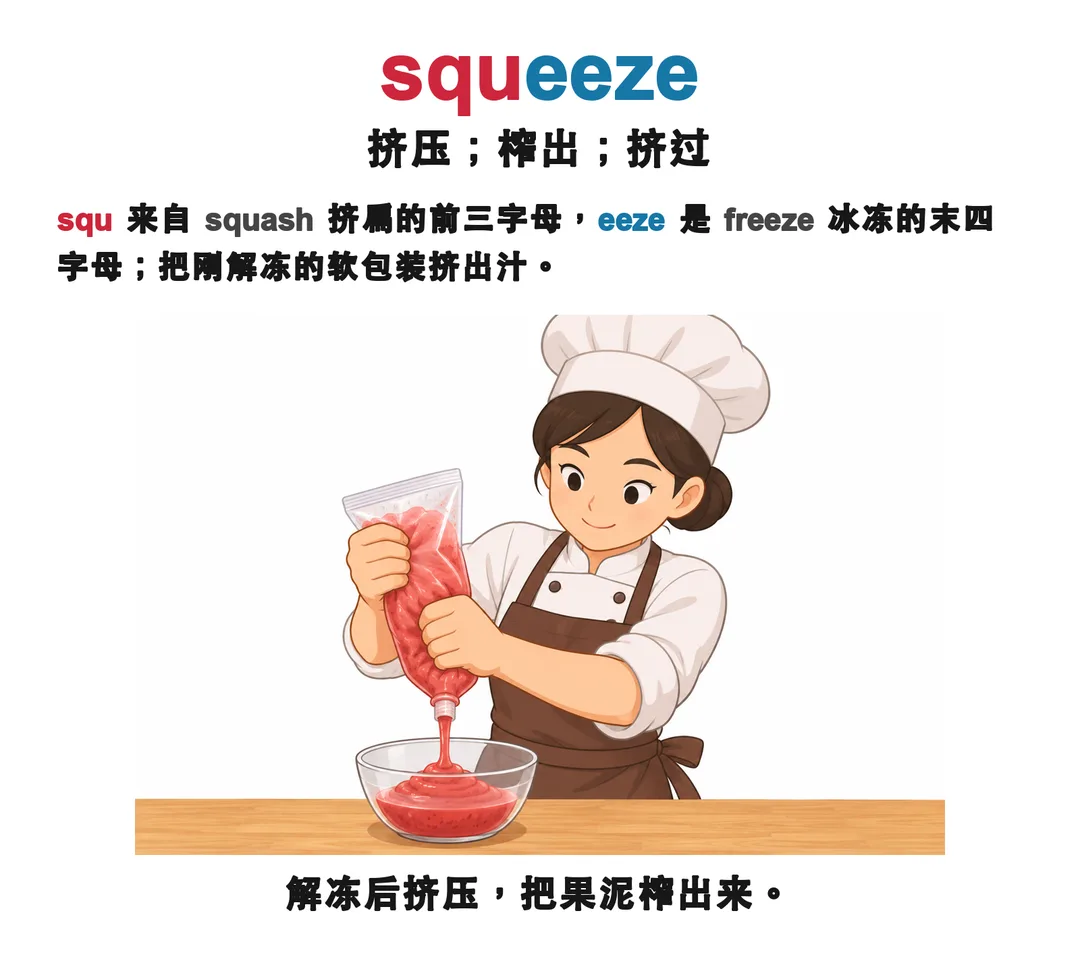 squeeze
挤压；榨出；挤过
squ 来自 squash 挤扁的前三字母，eeze 是 freeze 冰冻的末四
字母；把刚解冻的软包装挤出汁。
解冻后挤压，把果泥榨出来。